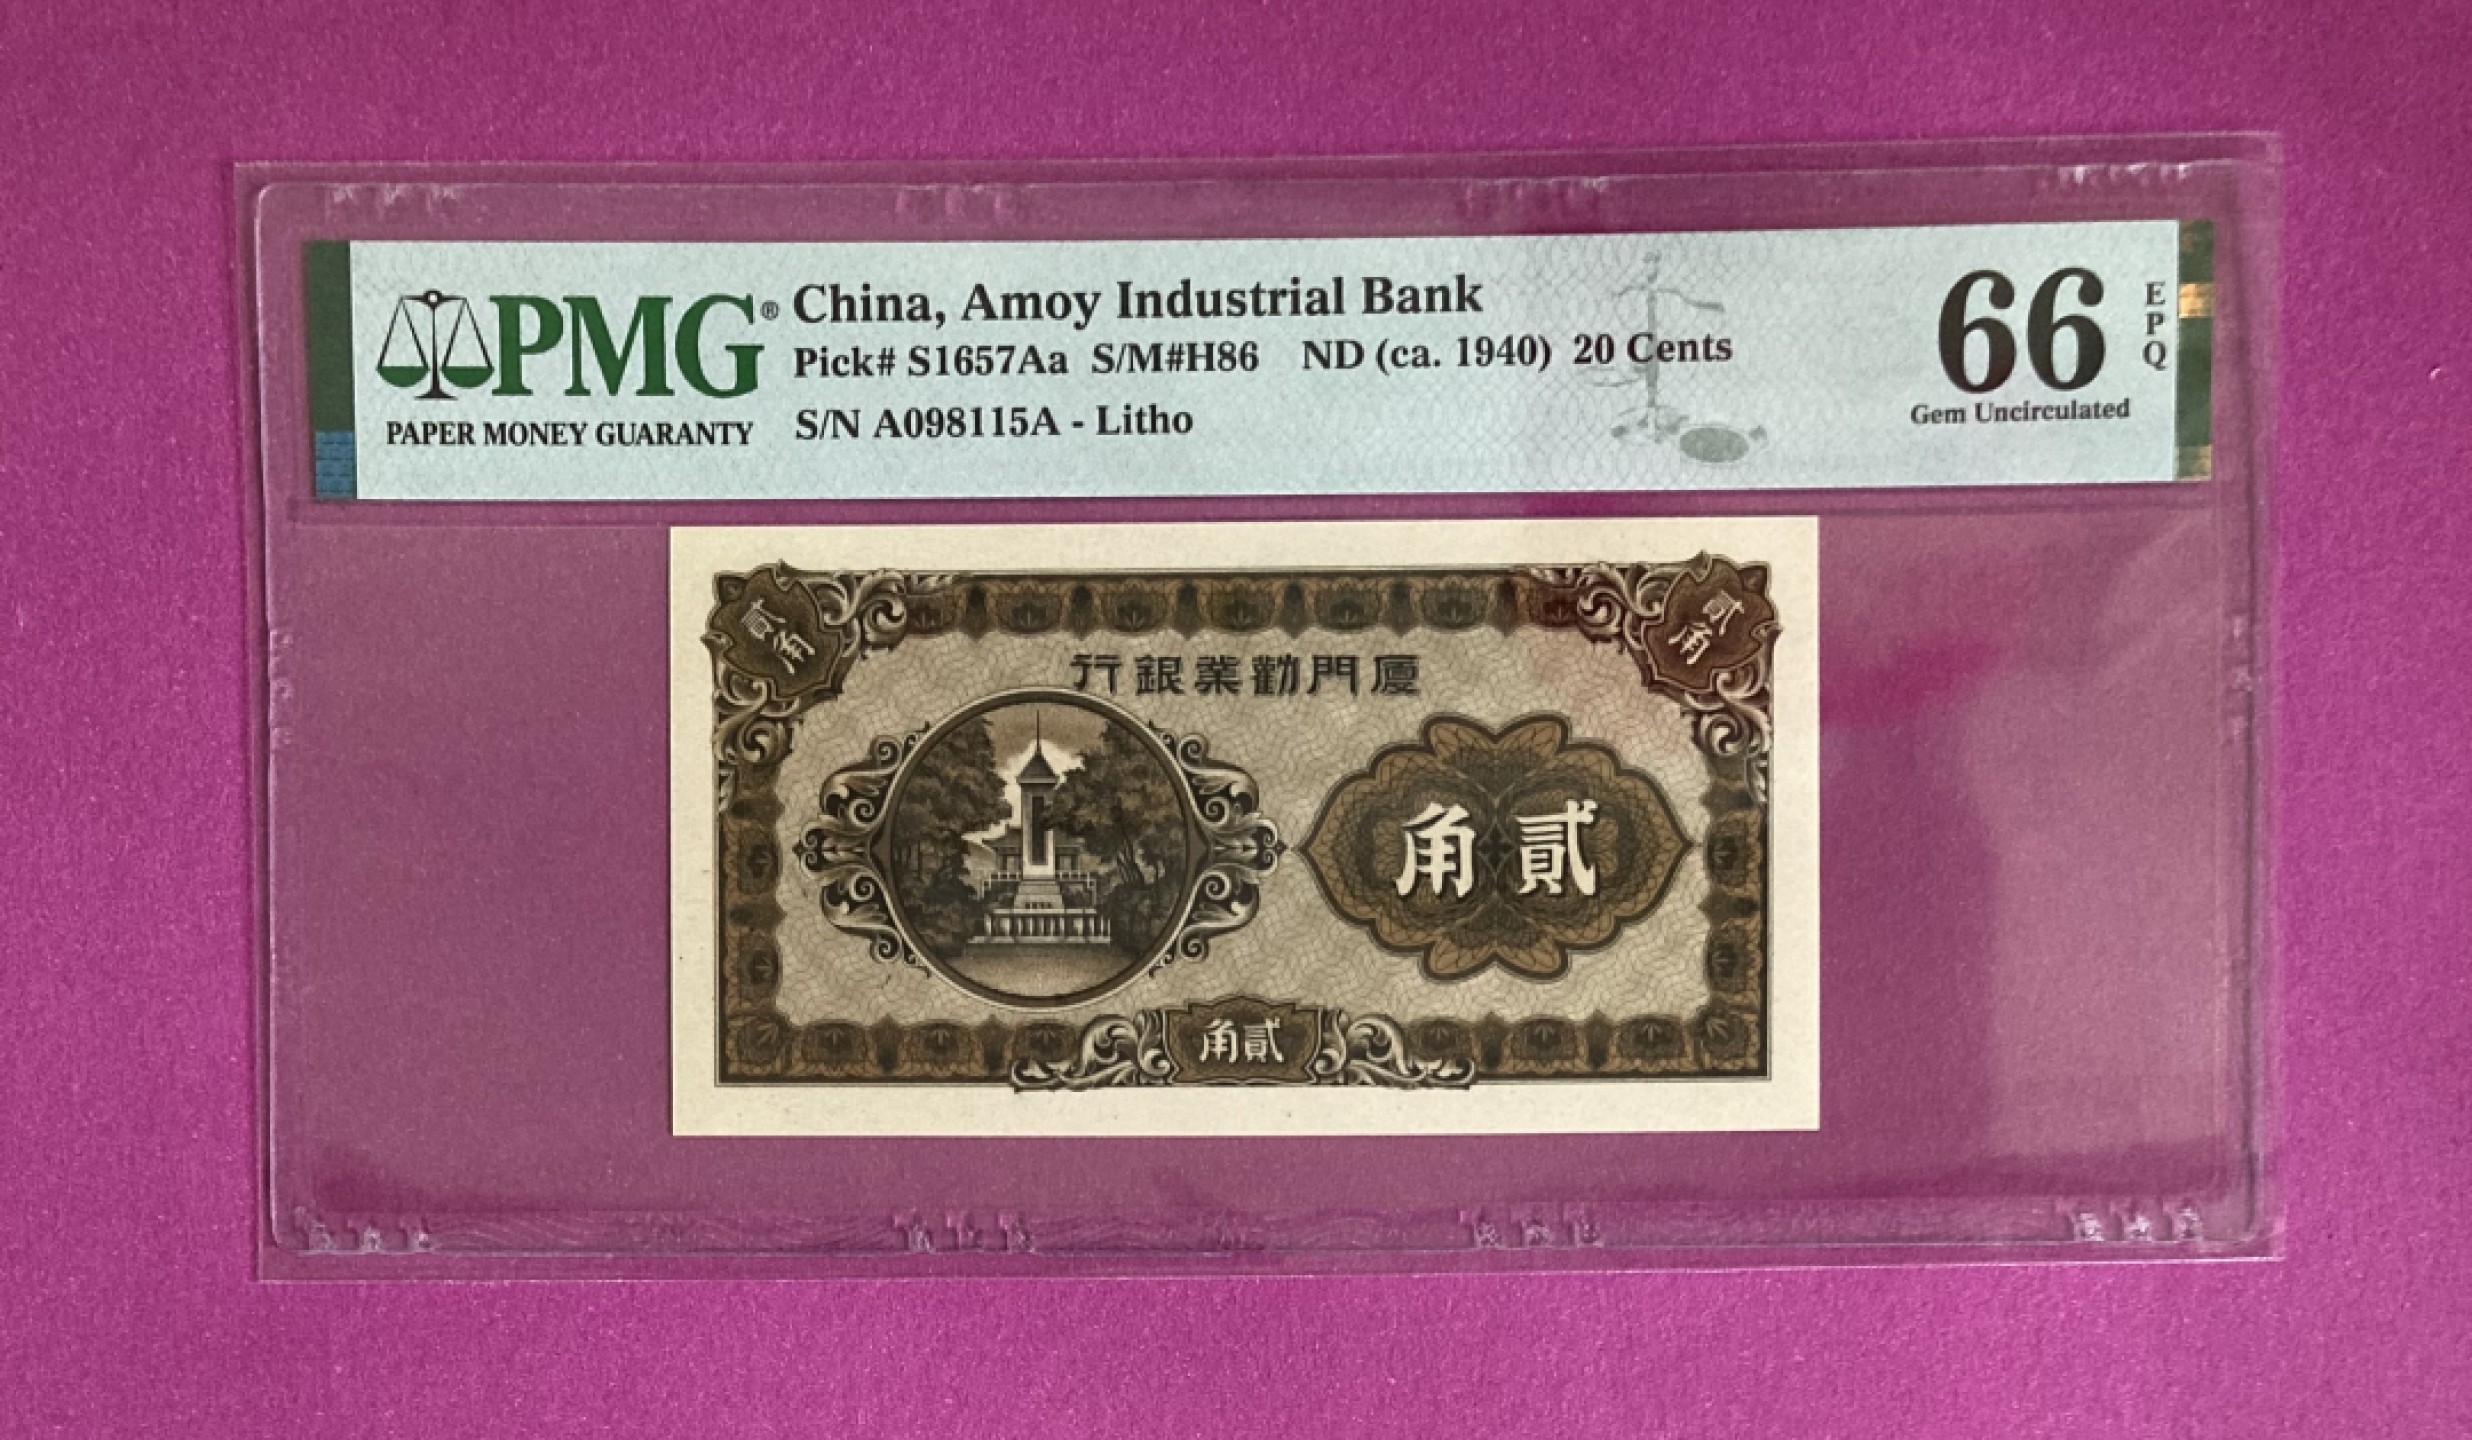 PMG®
PAPER MONEY GUARANTY
China, Amoy Industrial Bank
Pick# S1657Aa S/M#H86 ND (ca. 1940) 20 Cents
S/N A098115A - Litho
66
EPQ
Gem Uncirculated
貳角
貳角
行銀業勸門廈
角貳
角貳